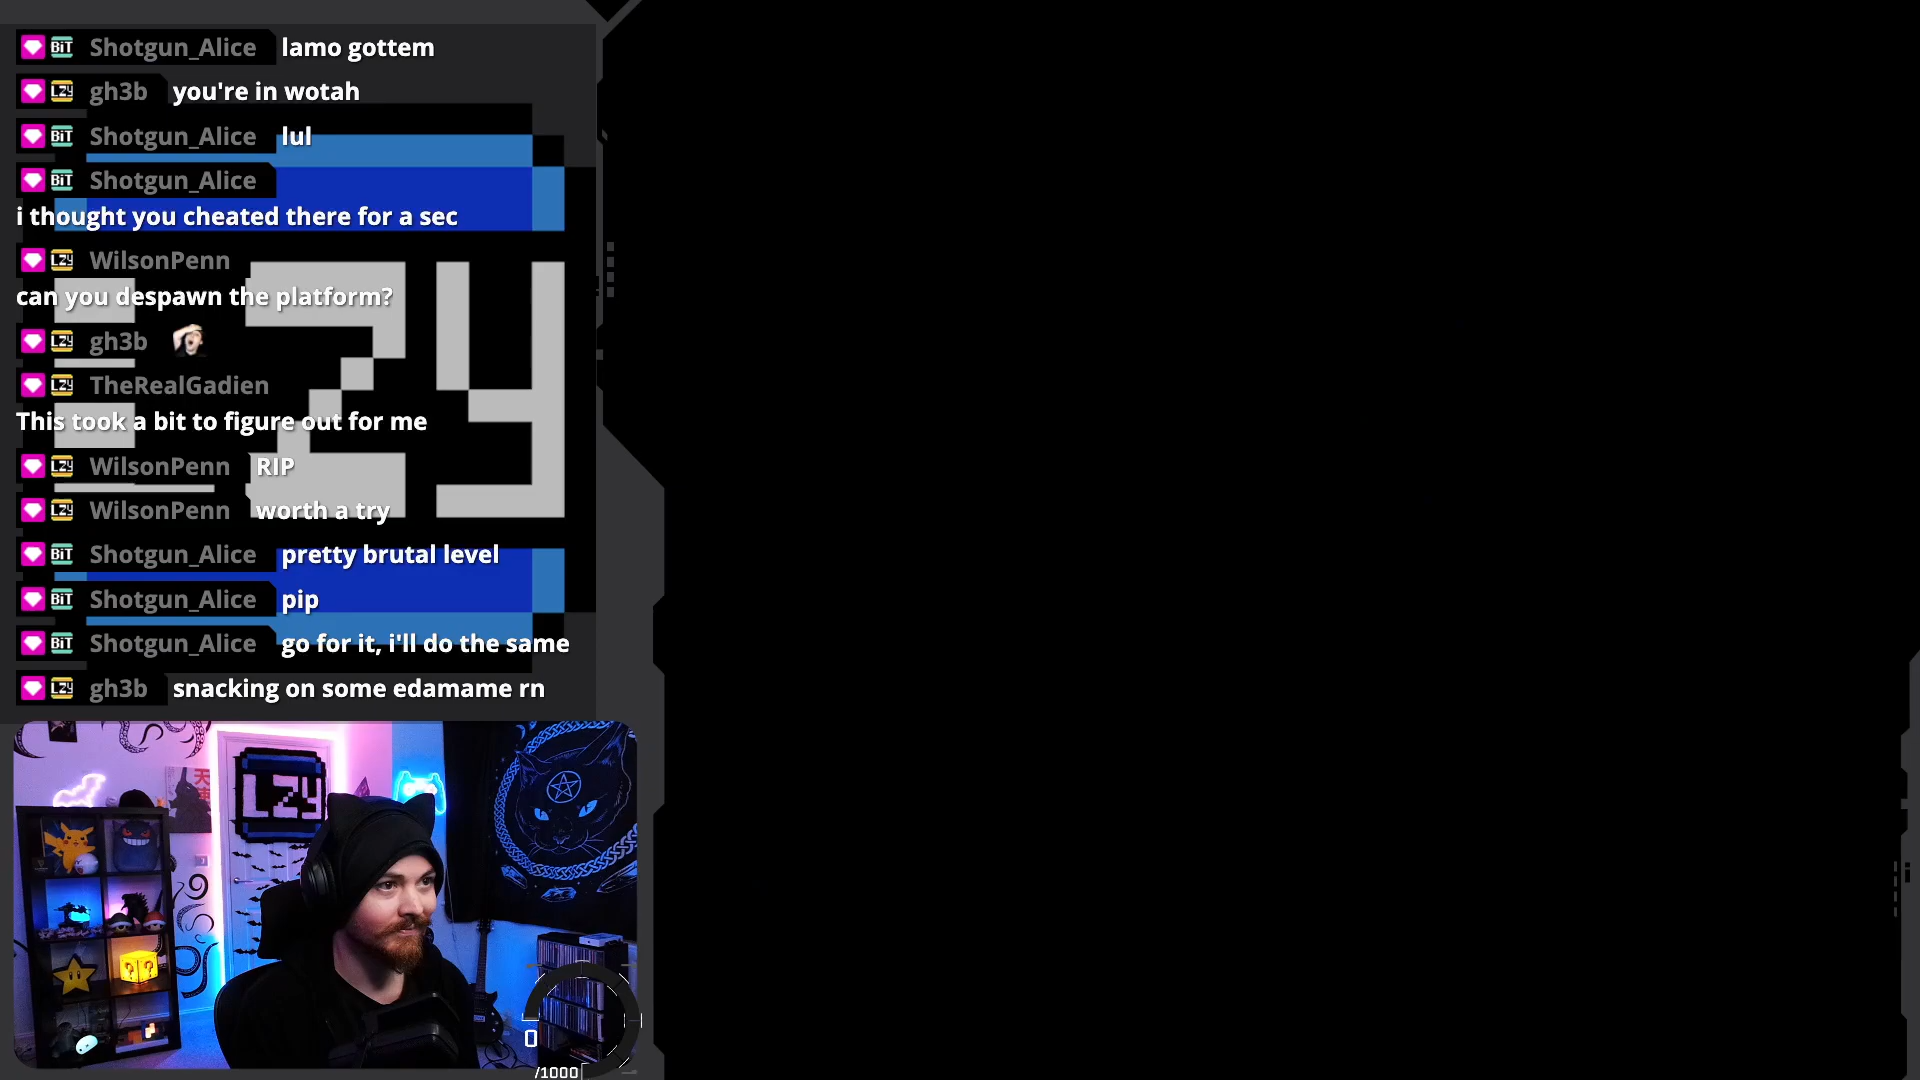 BiT Shotgun_Alice lamo gottem
LZY gh3b you're in wotah
BiT Shotgun_Alice lul
BiT Shotgun_Alice
i thought you cheated there for a sec
LZY WilsonPenn
can you despawn the platform?
LZY gh3b
LZY TheRealGadien
This took a bit to figure out for me
LZY WilsonPenn RIP
LZY WilsonPenn worth a try
BiT Shotgun_Alice pretty brutal level
BiT Shotgun_Alice pip
BiT Shotgun_Alice go for it, i'll do the same
LZY gh3b snacking on some edamame rn
LZY
0
/1000